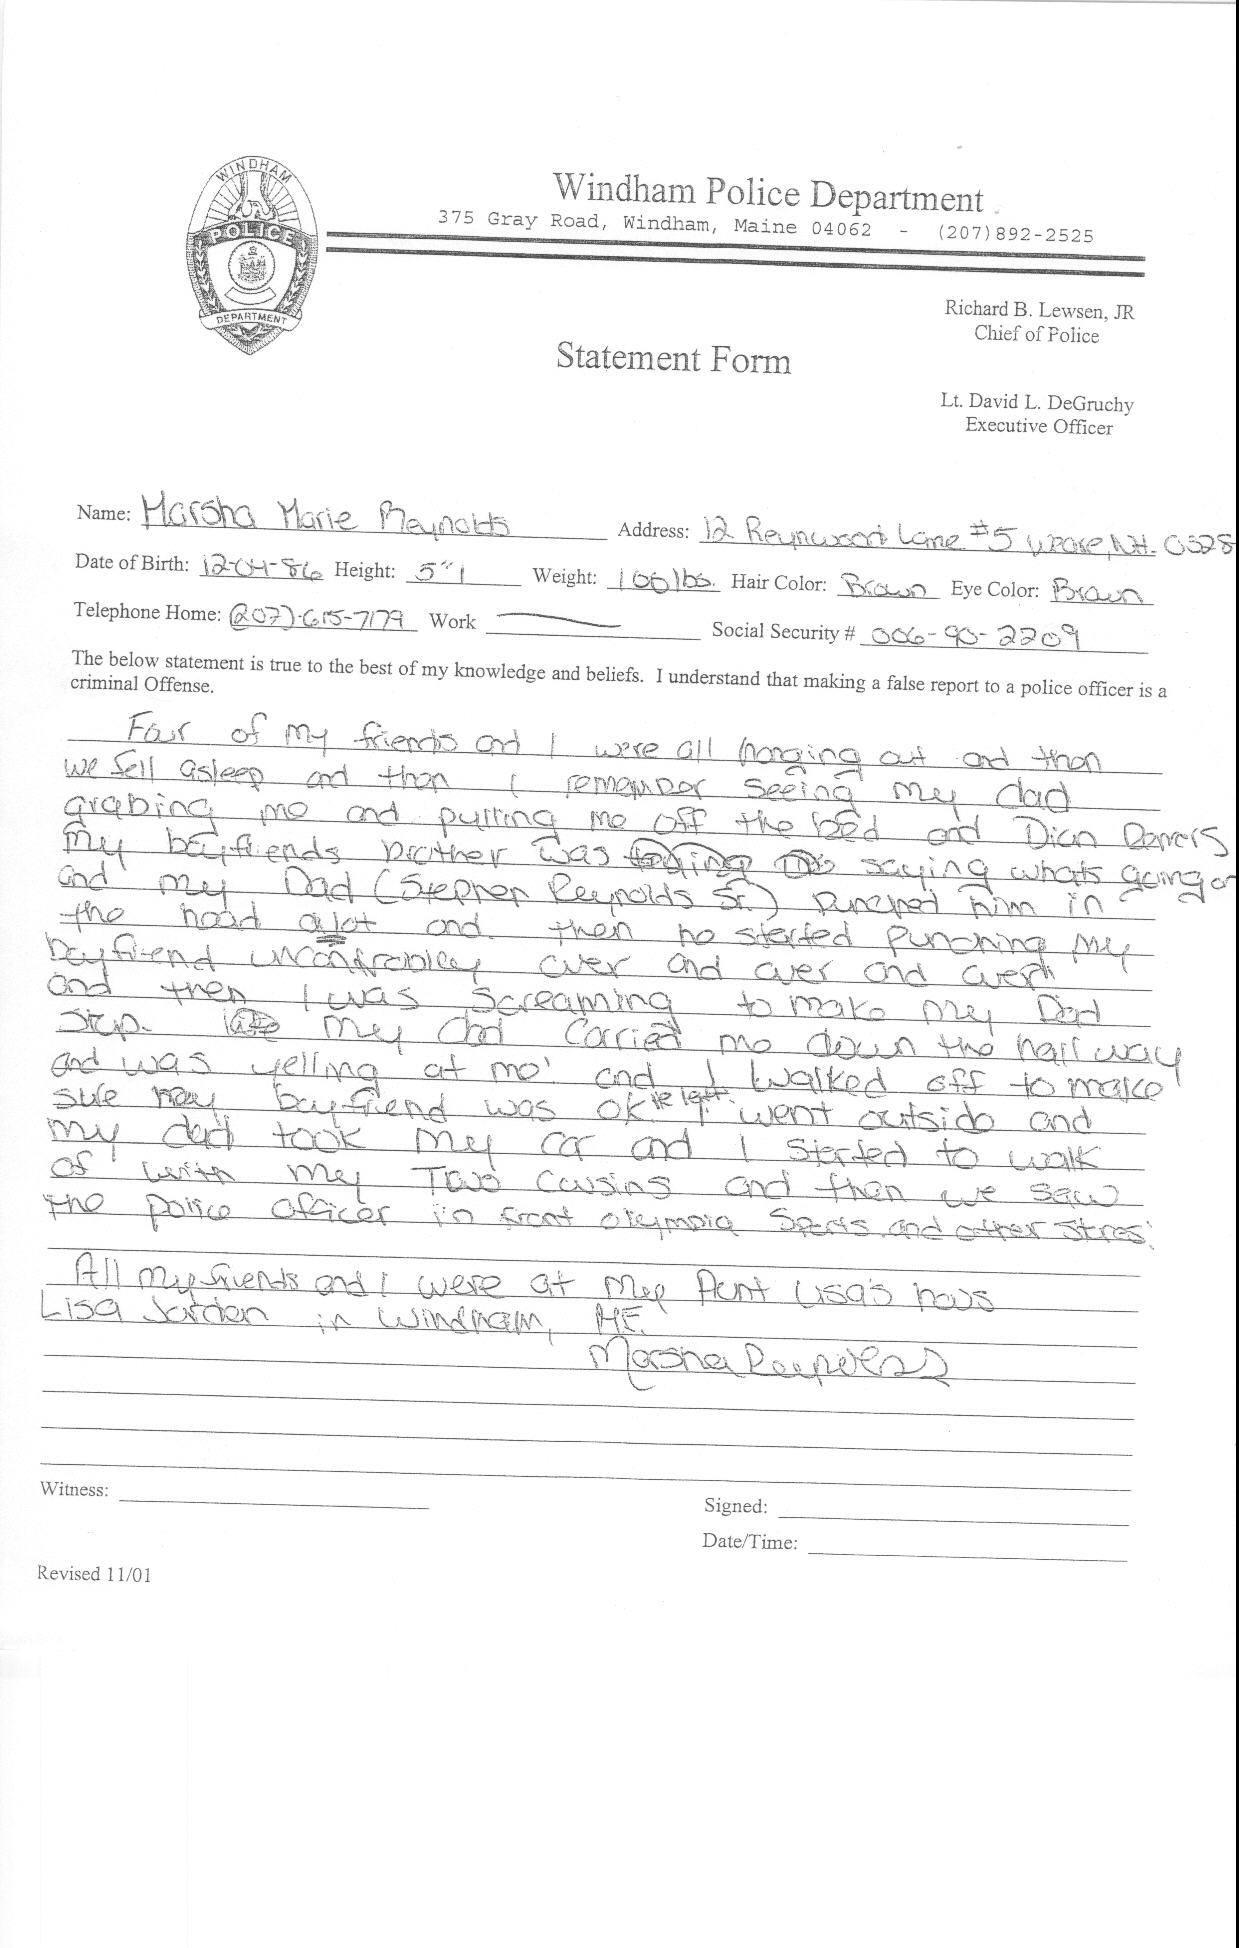 WINDHAM
POLICE
DEPARTMENT
Windham Police Department
375 Gray Road, Windham, Maine 04062 - (207)892-2525
Richard B. Lewsen, JR
Chief of Police
Statement Form
Lt. David L. DeGruchy
Executive Officer
Name: Marsha Marie Reynolds Address: 12 Reynwood Lane #5 Weare, NH. 0328
Date of Birth: 12-04-86 Height: 5"1 Weight: 100lbs. Hair Color: Brown Eye Color: Brown
Telephone Home: (207)-615-7179 Work Social Security # 006-90-2209
The below statement is true to the best of my knowledge and beliefs. I understand that making a false report to a police officer is a
criminal Offense.
Four of my friends and I were all hanging out and than
we fell asleep and then I remember seeing my dad
grabing me and pulling me off the bed and Dian
my boyfriends brother was saying whats going on
and my Dad (Stephen Reynolds Sr.) punched him in
the head alot and then he started punching my
boyfriend over and over and over
and then I was screaming to make my Dad
stop. my dad carried me down the hall way
and was yelling at me! and I walked off to make
sure my boyfriend was ok. He left. I went outside and
my dad took my car and I started to walk
of with my Two cousins and then we saw
the police officer in front olympia Sports and other stres.
All my friends and I were at my Aunt Lisa's hous
Lisa Jorden in Windham, ME.
Marsha Reynolds
Witness:
Signed:
Date/Time:
Revised 11/01